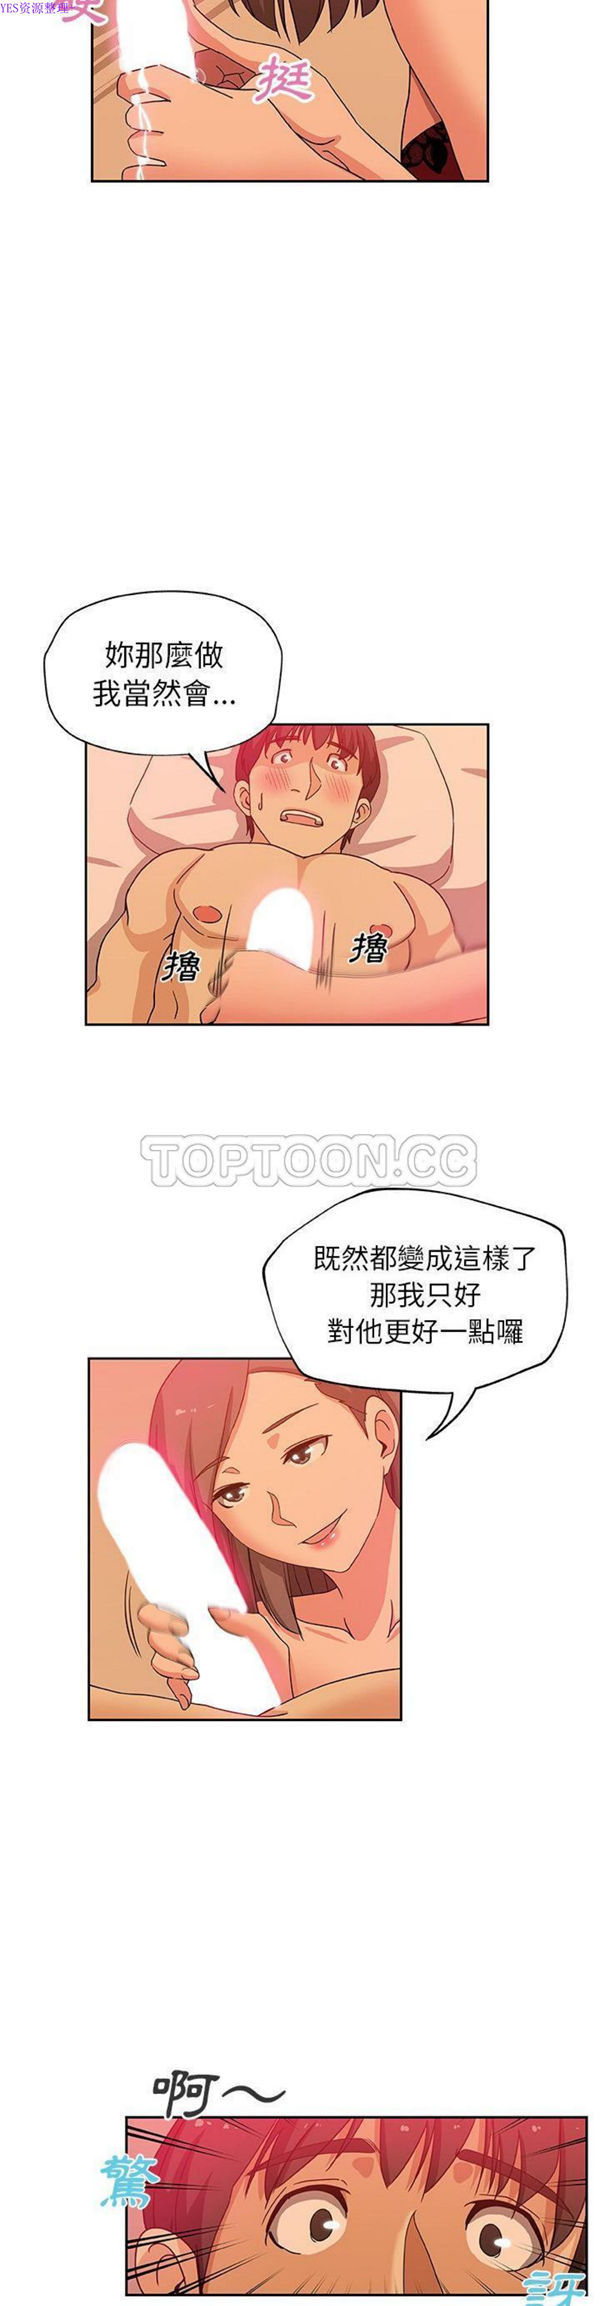 YES资源整理
硬
挺
妳那麼做
我當然會...
擼
擼
TOPTOON.CC
既然都變成這樣了
那我只好
對他更好一點囉
啊～
驚
訝